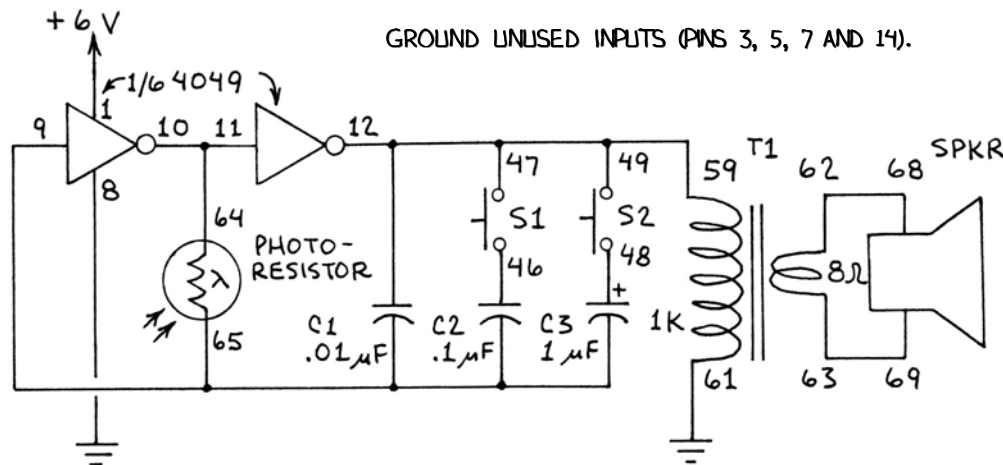 +6 V
GROUND UNUSED INPUTS (PINS 3, 5, 7 AND 14).
1/6 4049
9
1
10
11
12
8
47
49
59
T1
62
68
SPKR
64
S1
S2
PHOTO-
RESISTOR
λ
46
48
8Ω
65
C1
.01μF
C2
.1μF
+
C3
1μF
1K
61
63
69